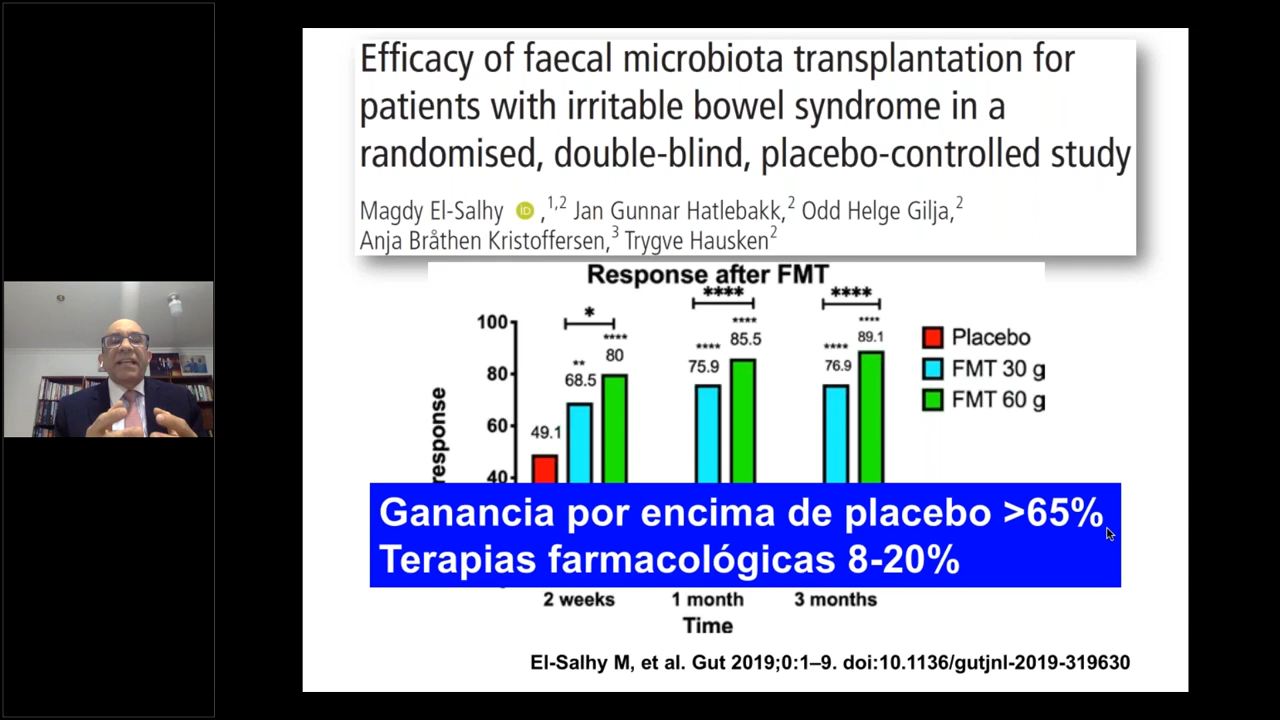 Efficacy of faecal microbiota transplantation for
patients with irritable bowel syndrome in a
randomised, double-blind, placebo-controlled study
Magdy El-Salhy iD ,1,2 Jan Gunnar Hatlebakk,2 Odd Helge Gilja,2
Anja Bråthen Kristoffersen,3 Trygve Hausken2
Response after FMT
* **** ****
100
80
60
40
response
49.1
** 68.5
**** 80
**** 75.9
**** 85.5
**** 76.9
**** 89.1
Placebo
FMT 30 g
FMT 60 g
Ganancia por encima de placebo >65%
Terapias farmacológicas 8-20%
2 weeks 1 month 3 months
Time
El-Salhy M, et al. Gut 2019;0:1–9. doi:10.1136/gutjnl-2019-319630